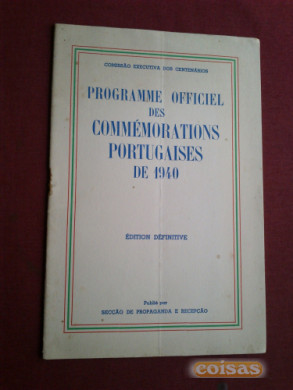 COMISSÃO EXECUTIVA DOS CENTENÁRIOS
PROGRAMME OFFICIEL
DES
COMMÉMORATIONS
PORTUGAISES
DE 1940
ÉDITION DÉFINITIVE
Publié par
SECÇÃO DE PROPAGANDA E RECEPÇÃO
coisas